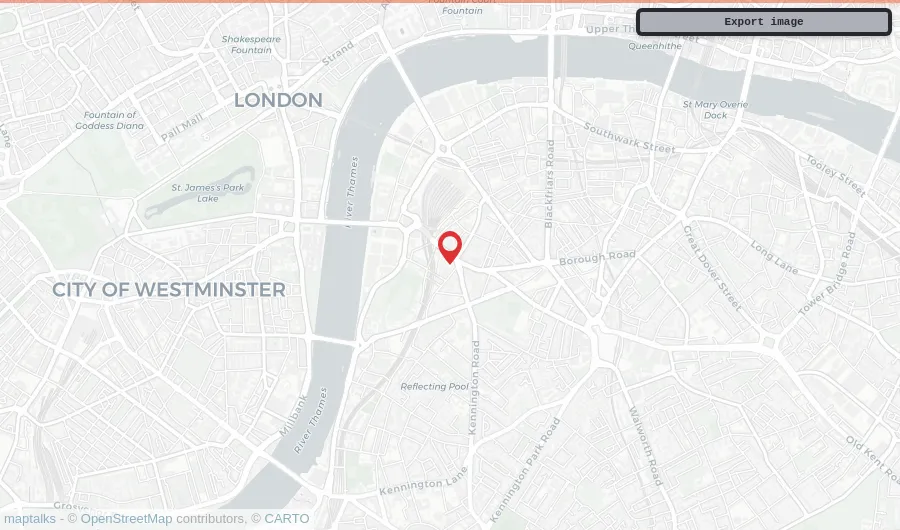 Fountain
Export image
Upper Th
Queenhithe
Shakespeare
Fountain
Strand
LONDON
St Mary Overie
Dock
Fountain of
Goddess Diana
Pall Mall
Lane
Southwark Street
Tooley Street
St. James's Park
Lake
River Thames
Blackfriars Road
Borough Road
Great Dover Street
Long Lane
Tower Bridge Road
CITY OF WESTMINSTER
Reflecting Pool
Kennington Road
Millbank
River Thames
Walworth Road
Old Kent Roa
Kennington Park Road
Kennington Lane
Grosve
maptalks - © OpenStreetMap contributors, © CARTO